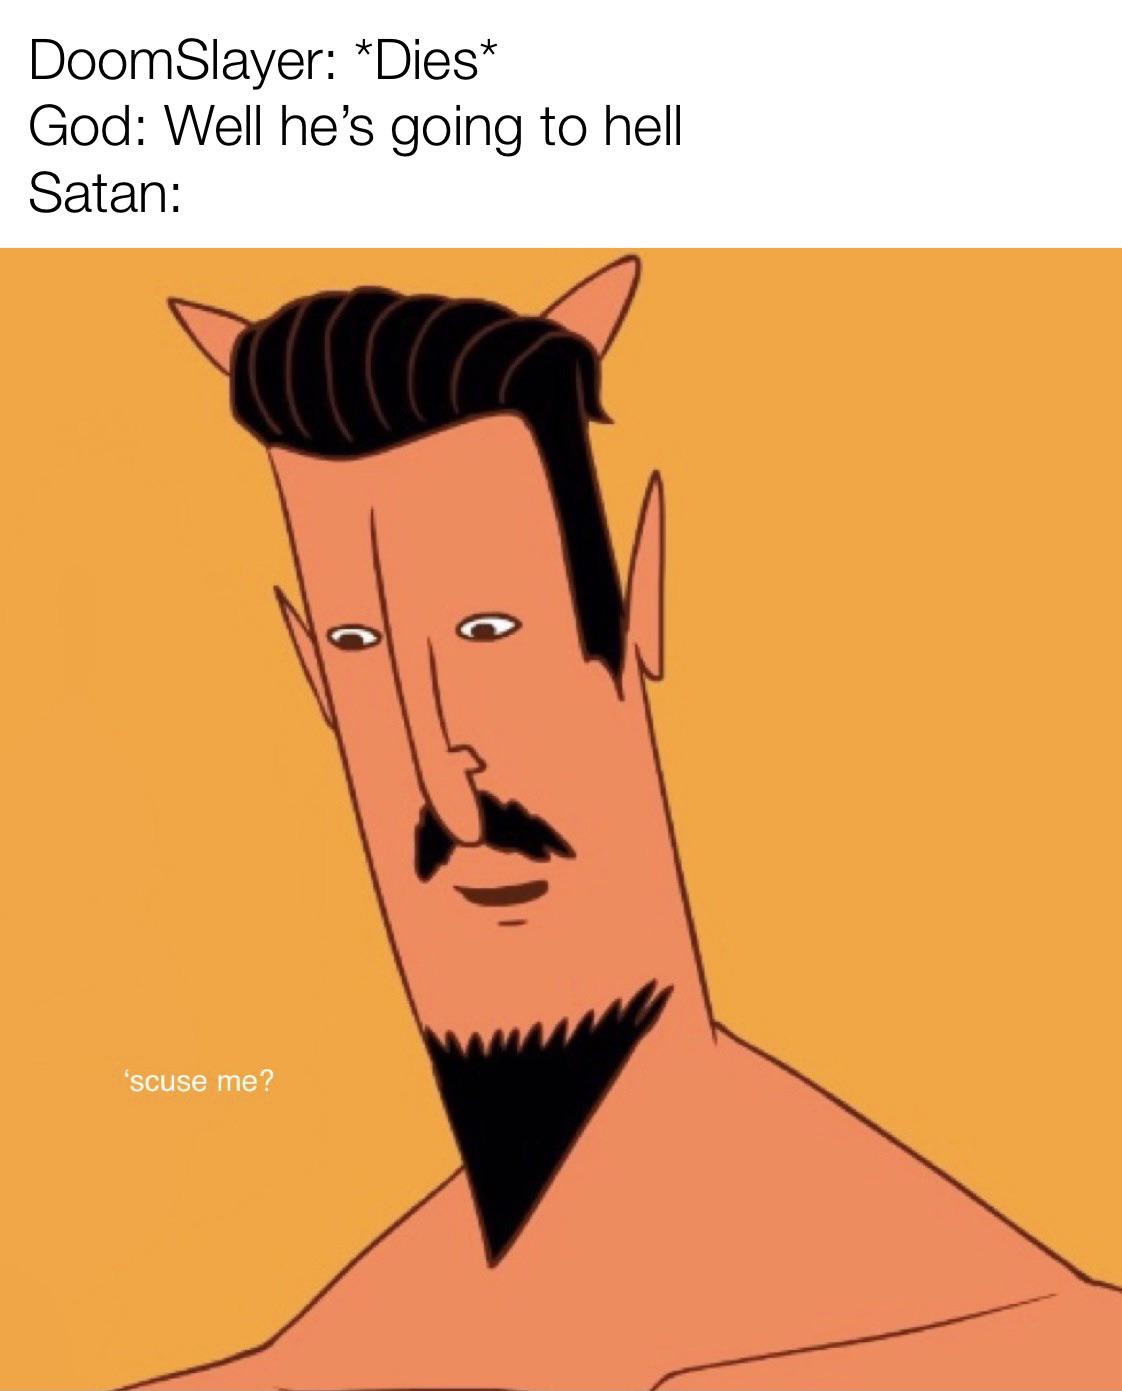 DoomSlayer: *Dies*
God: Well he’s going to hell
Satan:
‘scuse me?